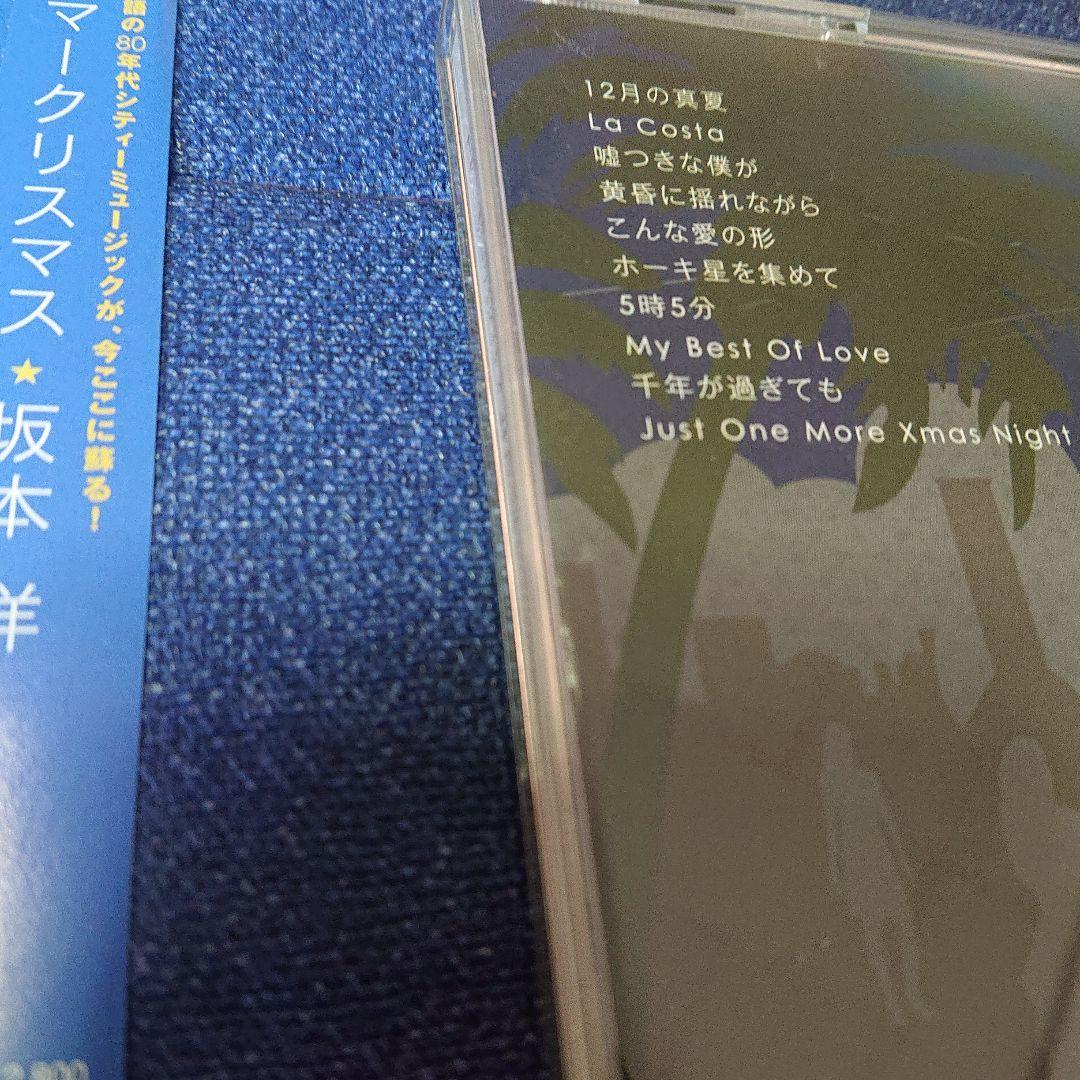 語の80年代シティーミュージックが、今ここに蘇る！
マークリスマス★坂本 洋
12月の真夏
La Costa
嘘つきな僕が
黄昏に揺れながら
こんな愛の形
ホーキ星を集めて
5時5分
My Best Of Love
千年が過ぎても
Just One More Xmas Night